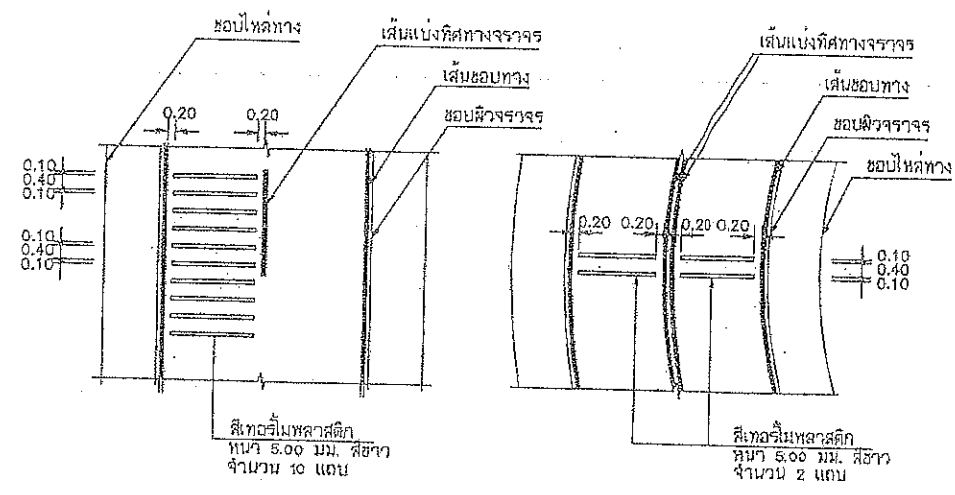 ขอบไหล่ทาง
เส้นแบ่งทิศทางจราจร
เส้นขอบทาง
ขอบผิวจราจร
0.20
0.20
0.10
0.40
0.10
0.10
0.40
0.10
สีเทอร์โมพลาสติก
หนา 5.00 มม. สีขาว
จำนวน 10 แถบ
เส้นแบ่งทิศทางจราจร
เส้นขอบทาง
ขอบผิวจราจร
ขอบไหล่ทาง
0.20 0.20 0.20 0.20
0.10
0.40
0.10
สีเทอร์โมพลาสติก
หนา 5.00 มม. สีขาว
จำนวน 2 แถบ